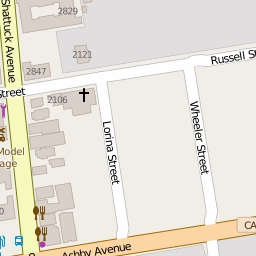 2829
Shattuck Avenue
2121
Russell St
2847
Street
2106
Lorina Street
Wheeler Street
Model
age
CA
Ashby Avenue